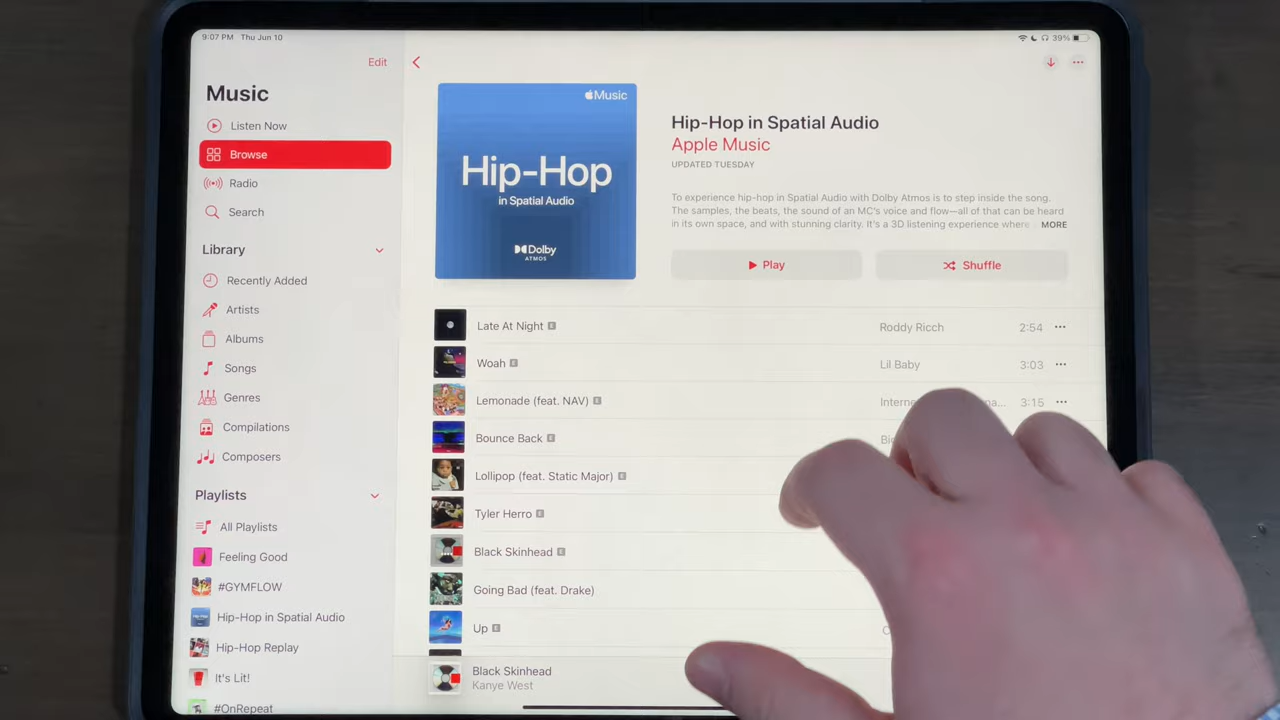 9:07 PM Thu Jun 10
39%
Edit
Music
Listen Now
Browse
Radio
Search
Library
Recently Added
Artists
Albums
Songs
Genres
Compilations
Composers
Playlists
All Playlists
Feeling Good
#GYMFLOW
Hip-Hop in Spatial Audio
Hip-Hop Replay
It's Lit!
#OnRepeat
Music
Hip-Hop
in Spatial Audio
Dolby
ATMOS
Hip-Hop in Spatial Audio
Apple Music
UPDATED TUESDAY
To experience hip-hop in Spatial Audio with Dolby Atmos is to step inside the song.
The samples, the beats, the sound of an MC's voice and flow—all of that can be heard
in its own space, and with stunning clarity. It's a 3D listening experience where MORE
Play
Shuffle
Late At Night E Roddy Ricch 2:54
Woah E Lil Baby 3:03
Lemonade (feat. NAV) E 3:15
Bounce Back E
Lollipop (feat. Static Major) E
Tyler Herro E
Black Skinhead E
Going Bad (feat. Drake)
Up E
Black Skinhead
Kanye West